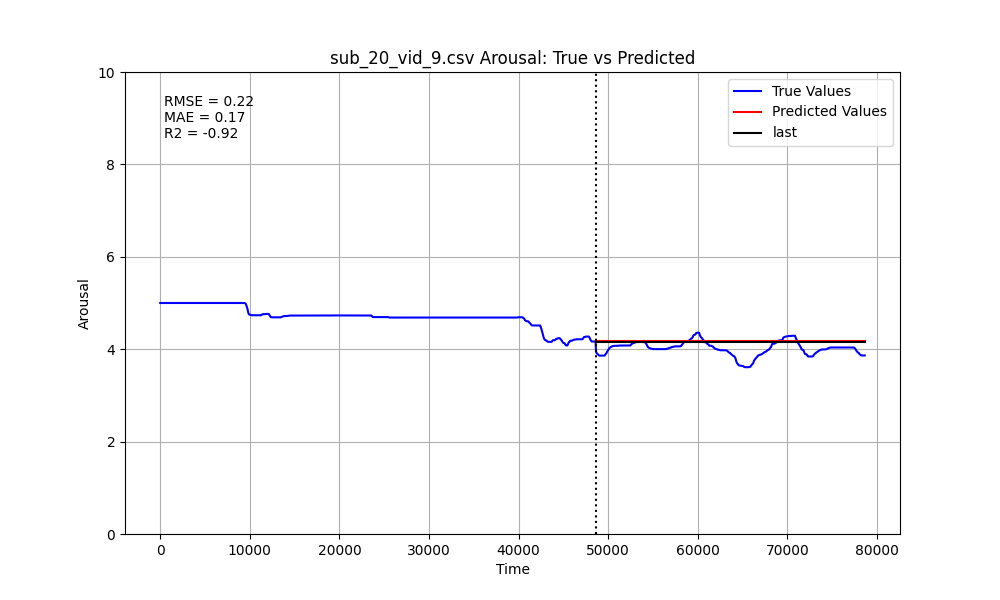 sub_20_vid_9.csv Arousal: True vs Predicted
10
8
6
4
2
0
Arousal
RMSE = 0.22
MAE = 0.17
R2 = -0.92
True Values
Predicted Values
last
0
10000
20000
30000
40000
50000
60000
70000
80000
Time